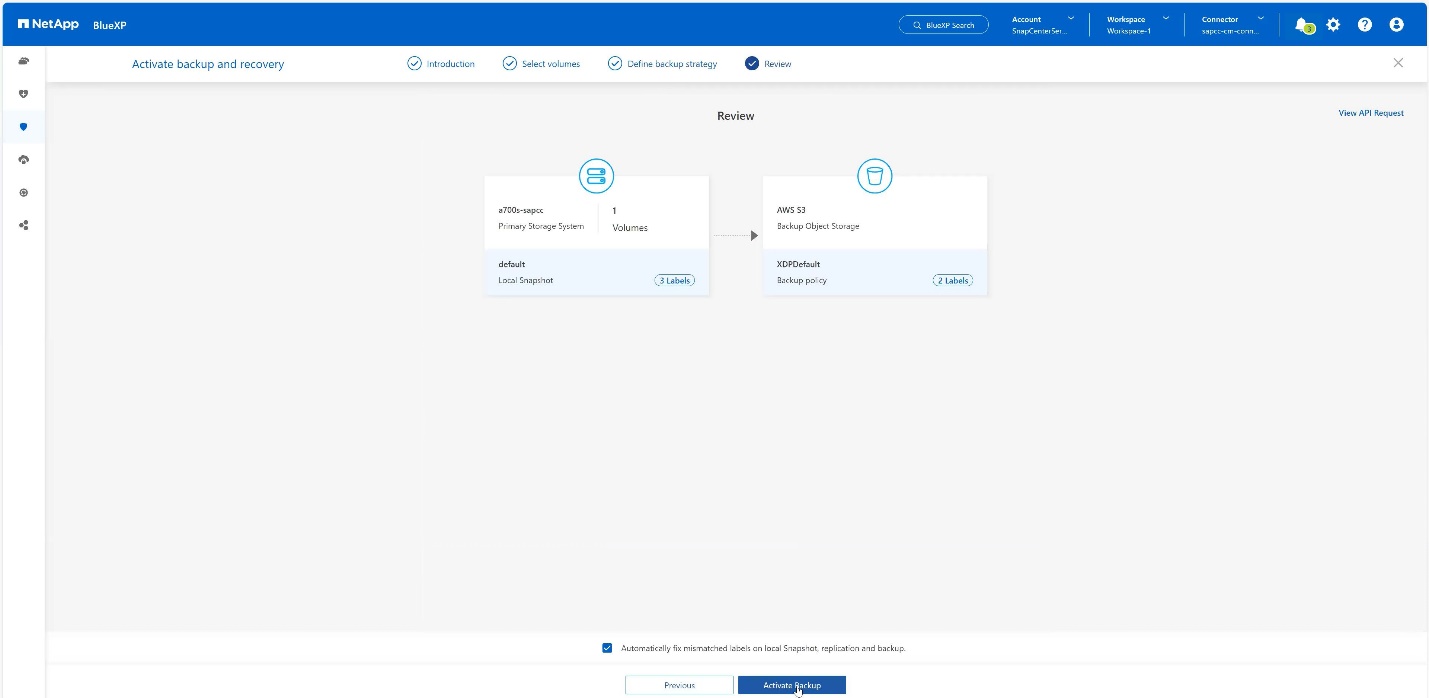 NetApp BlueXP BlueXP Search Account Workspace Connector
SnapCenterSer... Workspace-1 sapcc-cm-conn... 3
Activate backup and recovery Introduction Select volumes Define backup strategy Review
Review
View API Request
a700s-sapcc 1
Primary Storage System Volumes
default
Local Snapshot 3 Labels
AWS S3
Backup Object Storage
XDPDefault
Backup policy 2 Labels
Automatically fix mismatched labels on local Snapshot, replication and backup.
Previous Activate Backup